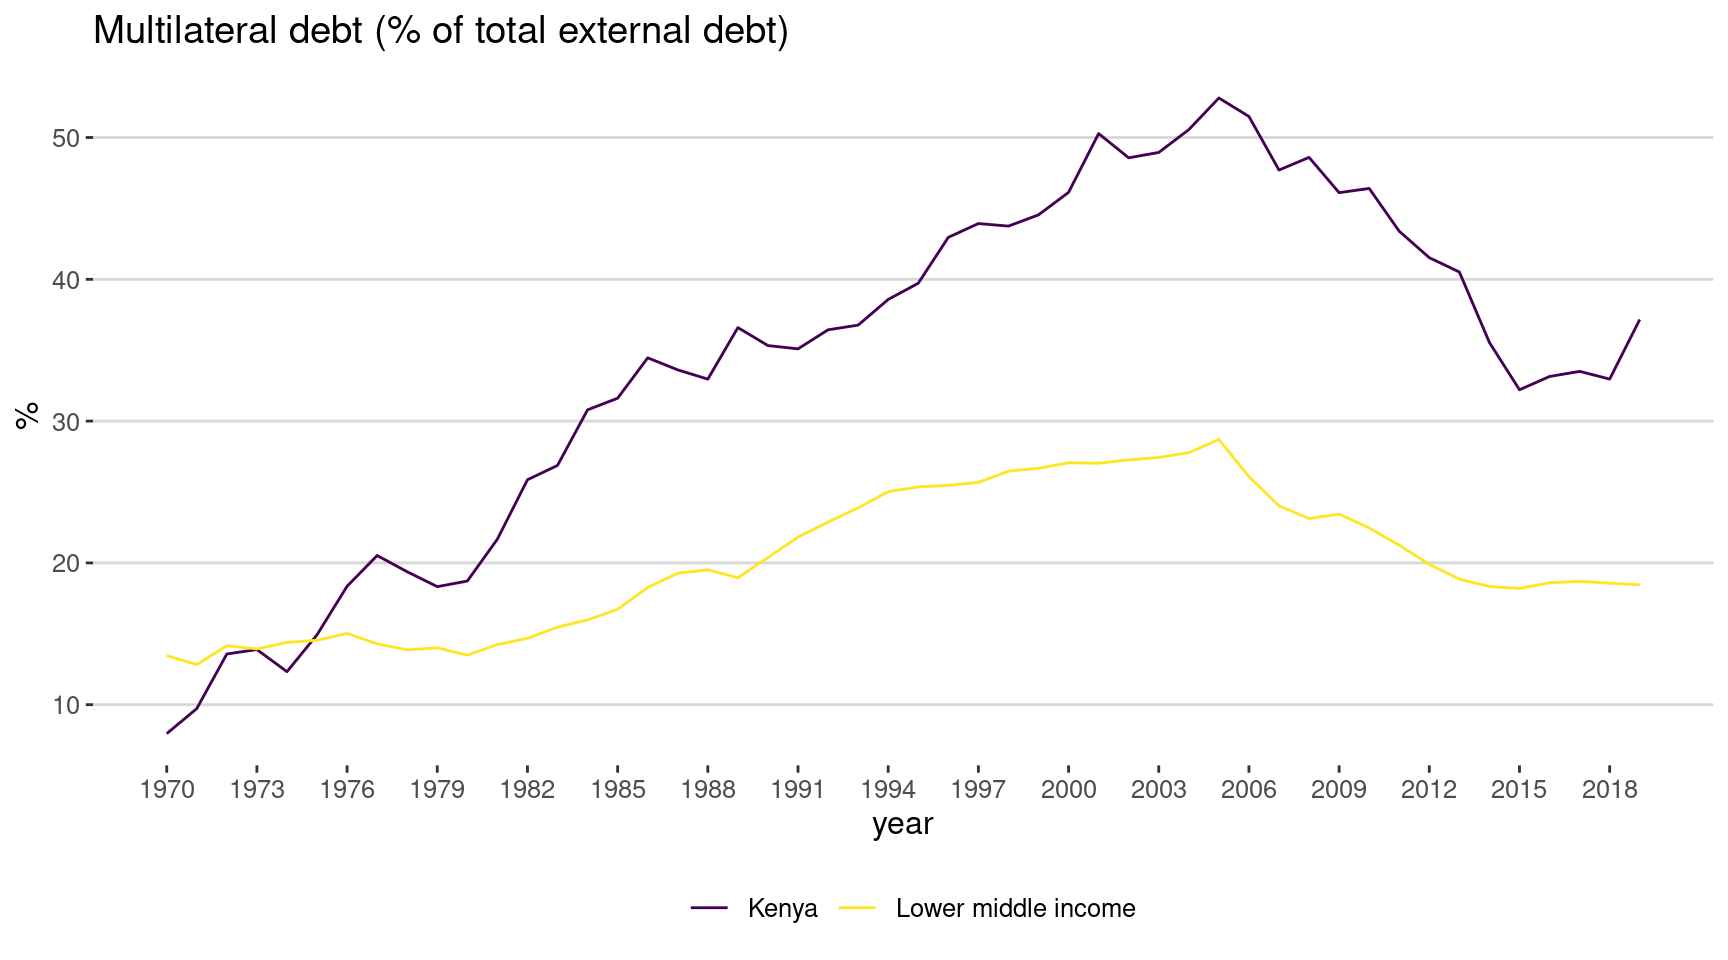 Multilateral debt (% of total external debt)
50
40
30
20
10
%
1970 1973 1976 1979 1982 1985 1988 1991 1994 1997 2000 2003 2006 2009 2012 2015 2018
year
Kenya Lower middle income